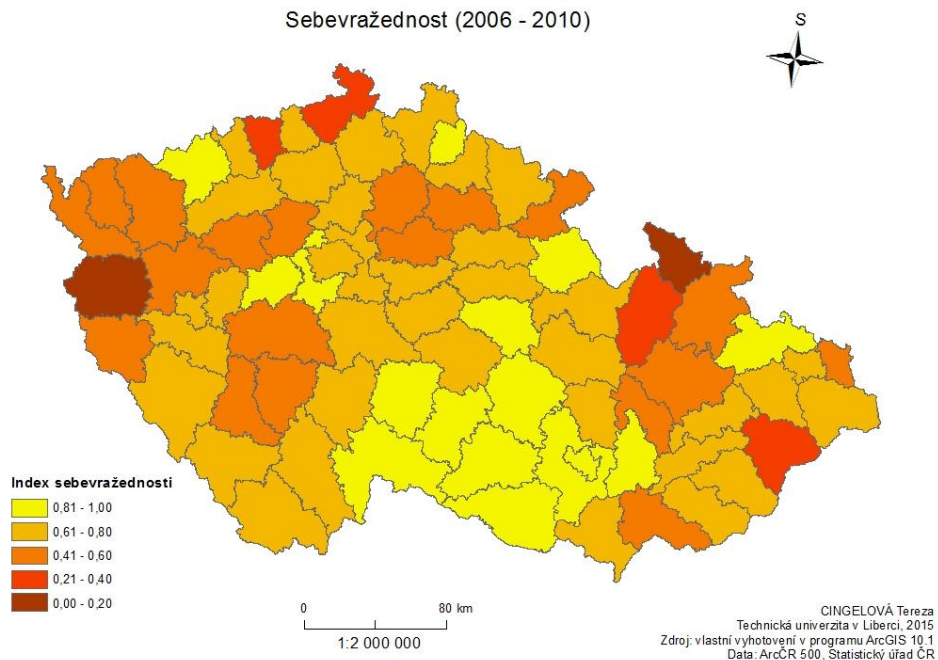 Sebevražednost (2006 - 2010)
S
Index sebevražednosti
0,81 - 1,00
0,61 - 0,80
0,41 - 0,60
0,21 - 0,40
0,00 - 0,20
0 80 km
1:2 000 000
CINGELOVÁ Tereza
Technická univerzita v Liberci, 2015
Zdroj: vlastní vyhotovení v programu ArcGIS 10.1
Data: ArcČR 500, Statistický úřad ČR